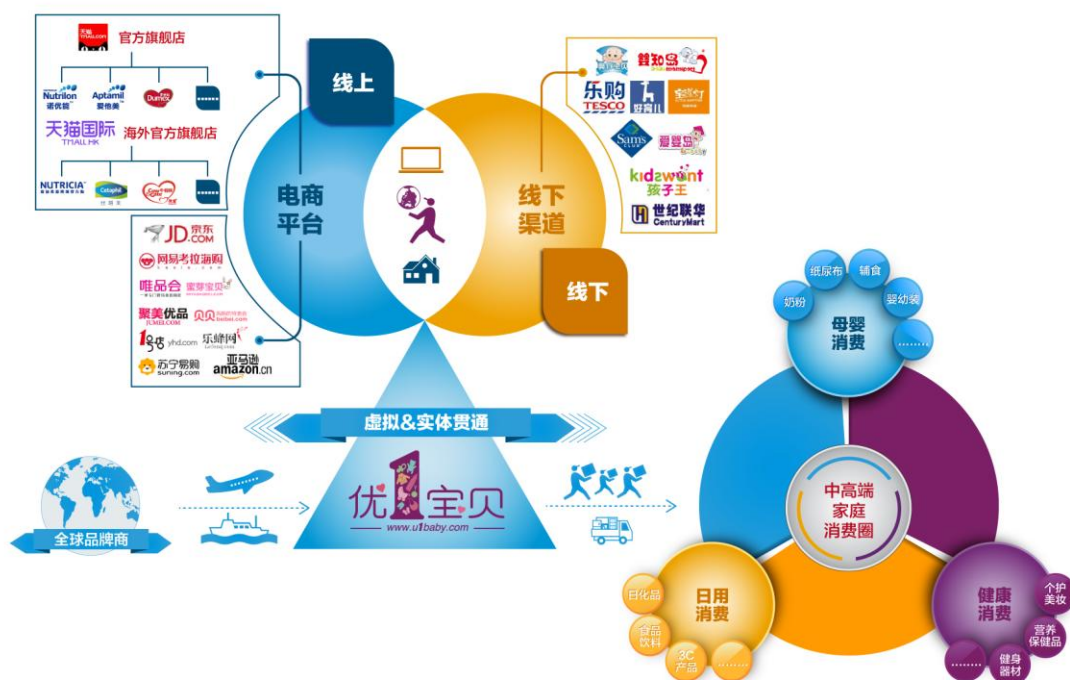 天猫
TMALL.COM
官方旗舰店
Nutrilon
诺优能
Aptamil
爱他美
Dumex
天猫国际
TMALL.HK
海外官方旗舰店
NUTRICIA
Cetaphil
线上
电商
平台
JD.京东
.COM
网易考拉海购
唯品会
蜜芽宝贝
聚美优品
JUMEI.COM
贝贝
beibei.com
1号店 yhd.com
乐蜂网
苏宁易购
suning.com
亚马逊
amazon.cn
线下
渠道
乐购
TESCO
好孩儿
Sam's
CLUB
爱婴岛
kidswant
孩子王
世纪联华
CenturyMart
线下
虚拟&实体贯通
优1宝贝
www.u1baby.com
全球品牌商
母婴
消费
奶粉
纸尿布
辅食
婴幼装
........
中高端
家庭
消费圈
日用
消费
日化品
食品
饮料
3C
产品
........
健康
消费
个护
美妆
营养
保健品
健身
器材
........